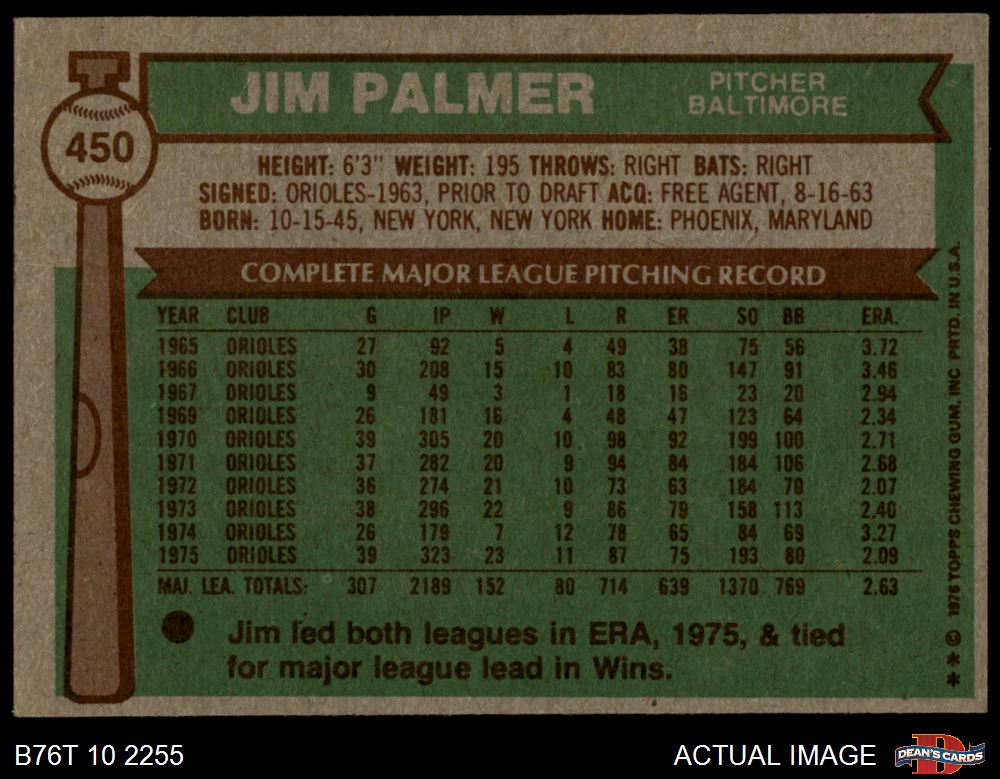 JIM PALMER
PITCHER
BALTIMORE
450
HEIGHT: 6'3" WEIGHT: 195 THROWS: RIGHT BATS: RIGHT
SIGNED: ORIOLES-1963, PRIOR TO DRAFT ACQ: FREE AGENT, 8-16-63
BORN: 10-15-45, NEW YORK, NEW YORK HOME: PHOENIX, MARYLAND
COMPLETE MAJOR LEAGUE PITCHING RECORD
YEAR CLUB G IP W L R ER SO BB ERA.
1965 ORIOLES 27 92 5 4 49 38 75 56 3.72
1966 ORIOLES 30 208 15 10 83 80 147 91 3.46
1967 ORIOLES 9 49 3 1 18 16 23 20 2.94
1969 ORIOLES 26 181 16 4 48 47 123 64 2.34
1970 ORIOLES 39 305 20 10 98 92 199 100 2.71
1971 ORIOLES 37 282 20 9 94 84 184 106 2.68
1972 ORIOLES 36 274 21 10 73 63 184 70 2.07
1973 ORIOLES 38 296 22 9 86 79 158 113 2.40
1974 ORIOLES 26 179 7 12 78 65 84 69 3.27
1975 ORIOLES 39 323 23 11 87 75 193 80 2.09
MAJ. LEA. TOTALS: 307 2189 152 80 714 639 1370 769 2.63
Jim led both leagues in ERA, 1975, & tied
for major league lead in Wins.
* * © 1976 TOPPS CHEWING GUM, INC PRTD. IN U.S.A.
B76T 10 2255
ACTUAL IMAGE
DEAN'S CARDS